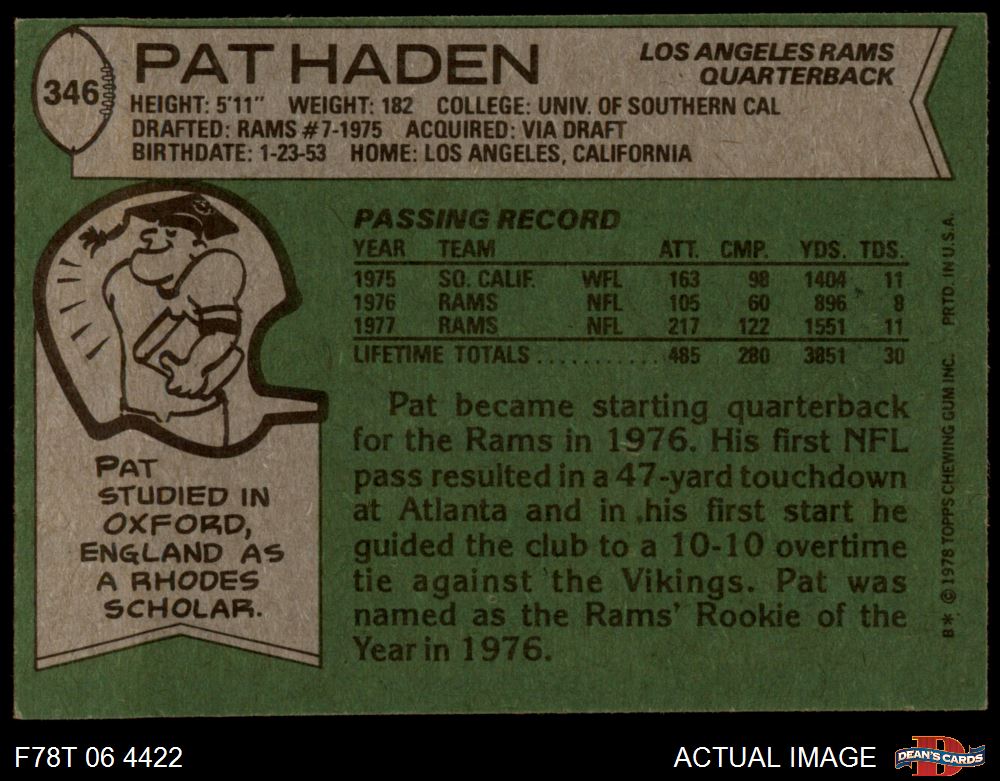 346
PAT HADEN
LOS ANGELES RAMS
QUARTERBACK
HEIGHT: 5'11" WEIGHT: 182 COLLEGE: UNIV. OF SOUTHERN CAL
DRAFTED: RAMS #7-1975 ACQUIRED: VIA DRAFT
BIRTHDATE: 1-23-53 HOME: LOS ANGELES, CALIFORNIA
PASSING RECORD
YEAR TEAM ATT. CMP. YDS. TDS.
1975 SO. CALIF. WFL 163 98 1404 11
1976 RAMS NFL 105 60 896 8
1977 RAMS NFL 217 122 1551 11
LIFETIME TOTALS ............ 485 280 3851 30
Pat became starting quarterback
for the Rams in 1976. His first NFL
pass resulted in a 47-yard touchdown
at Atlanta and in his first start he
guided the club to a 10-10 overtime
tie against the Vikings. Pat was
named as the Rams' Rookie of the
Year in 1976.
PAT
STUDIED IN
OXFORD,
ENGLAND AS
A RHODES
SCHOLAR.
B* © 1978 TOPPS CHEWING GUM INC. PRTD. IN U.S.A.
F78T 06 4422
ACTUAL IMAGE
D
DEAN'S CARDS